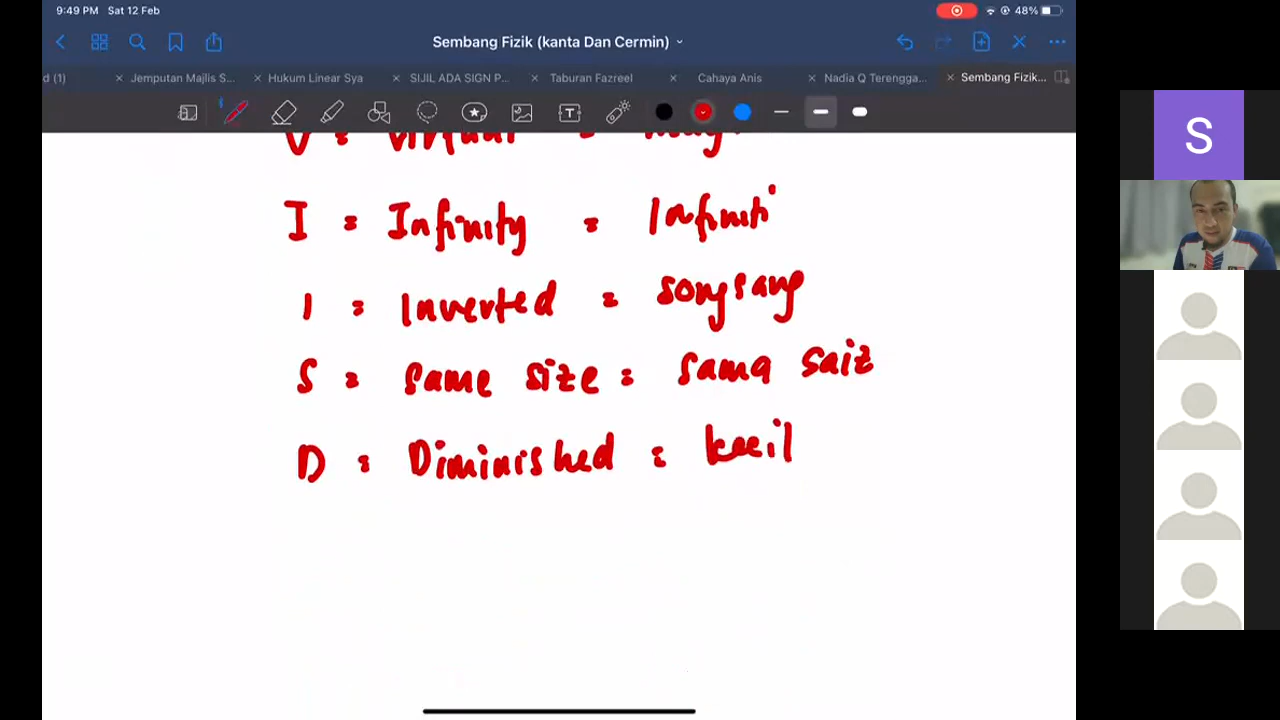 9:49 PM Sat 12 Feb
48%
Sembang Fizik (kanta Dan Cermin)
d (1) Jemputan Majlis S... Hukum Linear Sya SIJIL ADA SIGN P... Taburan Fazreel Cahaya Anis Nadia Q Terengga... Sembang Fizik...
V = Virtual =
I = Infinity = Infiniti
I = Inverted = songsang
S = same size = sama saiz
D = Diminished = kecil
S